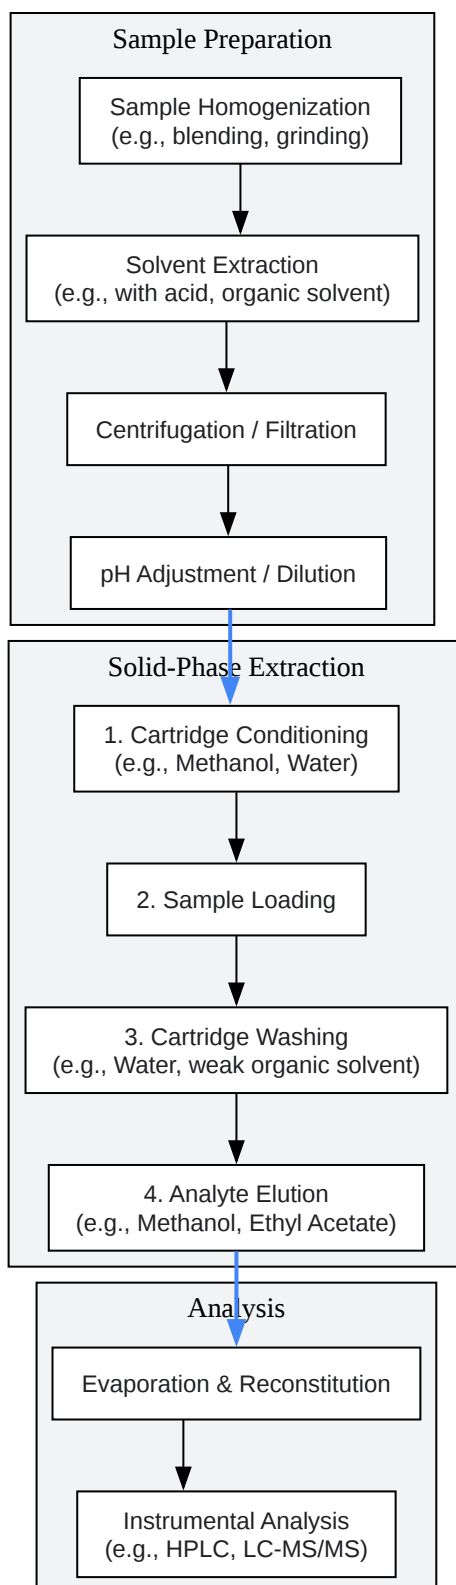 Sample Preparation
Sample Homogenization
(e.g., blending, grinding)
Solvent Extraction
(e.g., with acid, organic solvent)
Centrifugation / Filtration
pH Adjustment / Dilution
Solid-Phase Extraction
1. Cartridge Conditioning
(e.g., Methanol, Water)
2. Sample Loading
3. Cartridge Washing
(e.g., Water, weak organic solvent)
4. Analyte Elution
(e.g., Methanol, Ethyl Acetate)
Analysis
Evaporation & Reconstitution
Instrumental Analysis
(e.g., HPLC, LC-MS/MS)